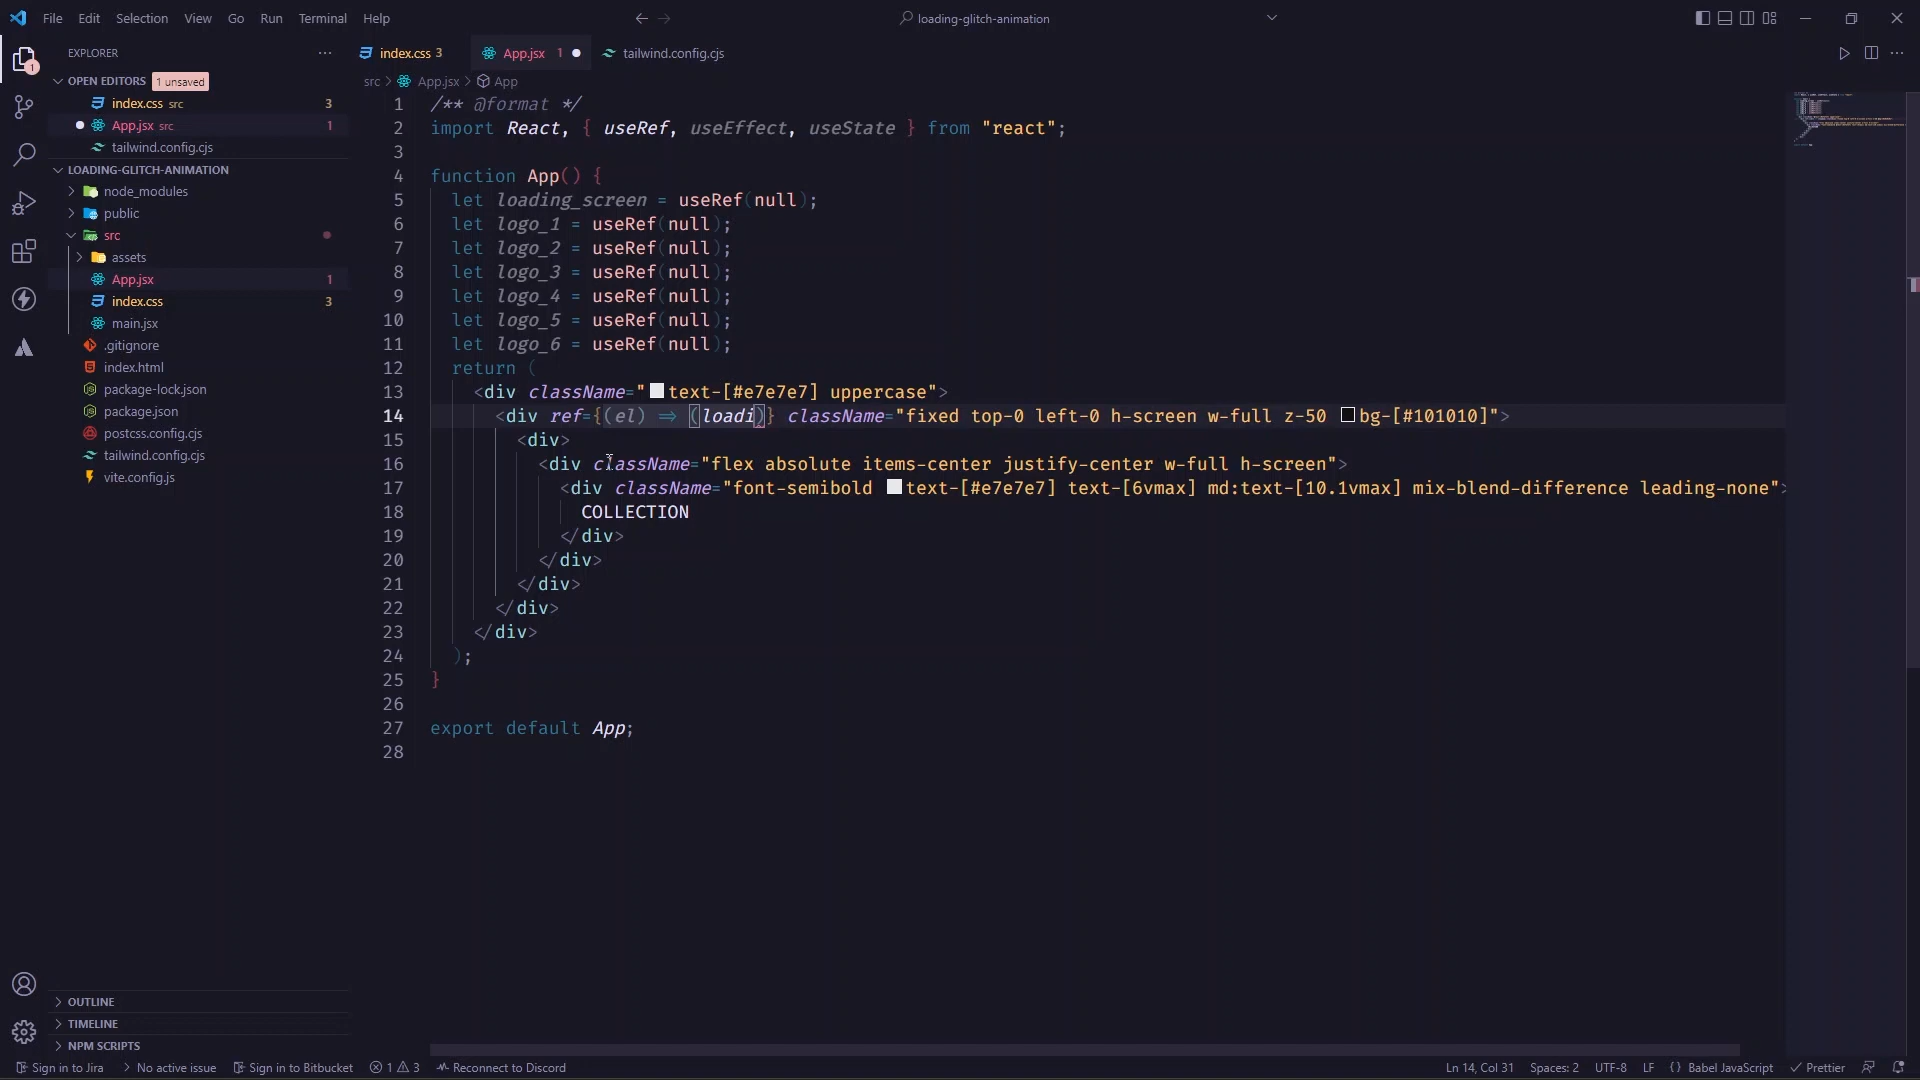 File Edit Selection View Go Run Terminal Help
loading-glitch-animation
EXPLORER
OPEN EDITORS 1 unsaved
index.css src 3
App.jsx src 1
tailwind.config.cjs
LOADING-GLITCH-ANIMATION
node_modules
public
src
assets
App.jsx 1
index.css 3
main.jsx
.gitignore
index.html
package-lock.json
package.json
postcss.config.cjs
tailwind.config.cjs
vite.config.js
OUTLINE
TIMELINE
NPM SCRIPTS
1
index.css 3 App.jsx 1 tailwind.config.cjs
src > App.jsx > App
1 /** @format */
2 import React, { useRef, useEffect, useState } from "react";
3
4 function App() {
5 let loading_screen = useRef(null);
6 let logo_1 = useRef(null);
7 let logo_2 = useRef(null);
8 let logo_3 = useRef(null);
9 let logo_4 = useRef(null);
10 let logo_5 = useRef(null);
11 let logo_6 = useRef(null);
12 return (
13 <div className="text-[#e7e7e7] uppercase">
14 <div ref={(el) => (loadi)} className="fixed top-0 left-0 h-screen w-full z-50 bg-[#101010]">
15 <div>
16 <div className="flex absolute items-center justify-center w-full h-screen">
17 <div className="font-semibold text-[#e7e7e7] text-[6vmax] md:text-[10.1vmax] mix-blend-difference leading-none">
18 COLLECTION
19 </div>
20 </div>
21 </div>
22 </div>
23 </div>
24 );
25 }
26
27 export default App;
28
Sign in to Jira No active issue Sign in to Bitbucket 1 3 Reconnect to Discord Ln 14, Col 31 Spaces: 2 UTF-8 LF {} Babel JavaScript Prettier